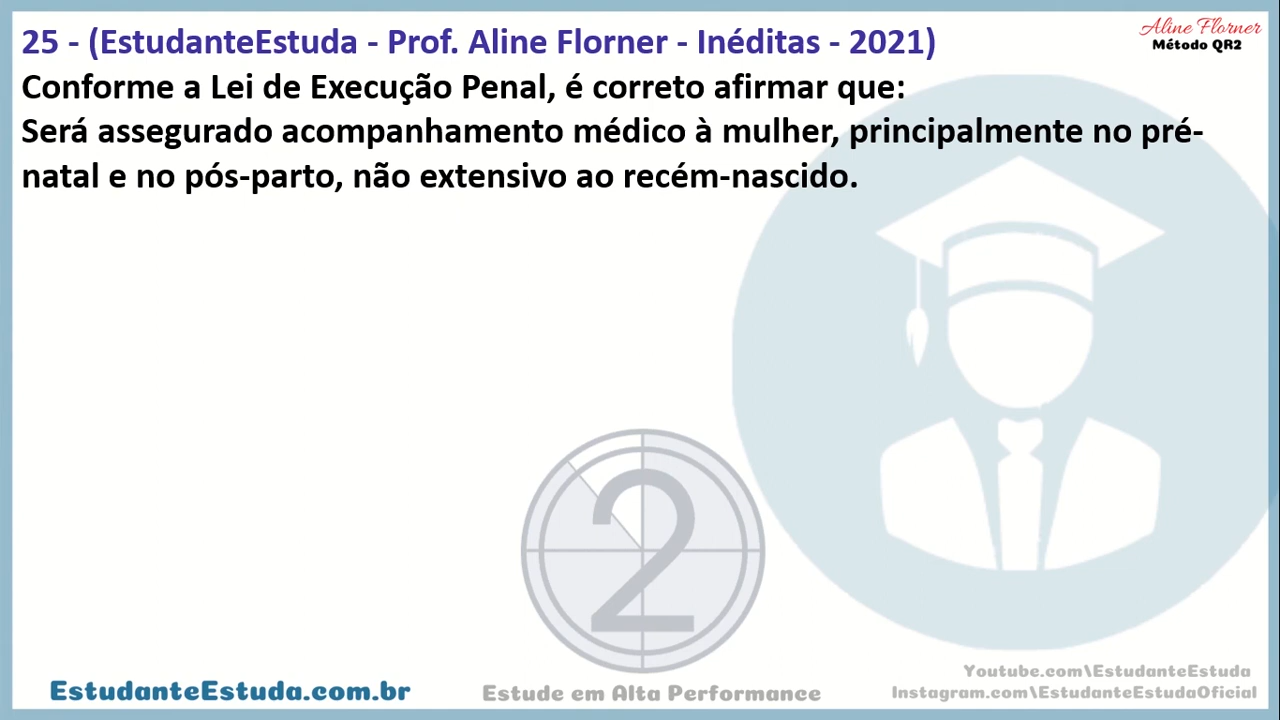 25 - (EstudanteEstuda - Prof. Aline Florner - Inéditas - 2021)
Aline Florner
Método QR2
Conforme a Lei de Execução Penal, é correto afirmar que:
Será assegurado acompanhamento médico à mulher, principalmente no pré-
natal e no pós-parto, não extensivo ao recém-nascido.
2
EstudanteEstuda.com.br
Estude em Alta Performance
Youtube.com\EstudanteEstuda
Instagram.com\EstudanteEstudaOficial